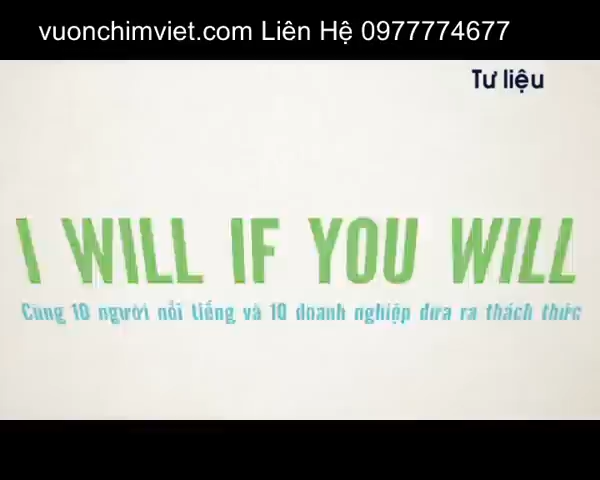 vuonchimviet.com Liên Hệ 0977774677
Tư liệu
I WILL IF YOU WILL
Cùng 10 người nổi tiếng và 10 doanh nghiệp đưa ra thách thức